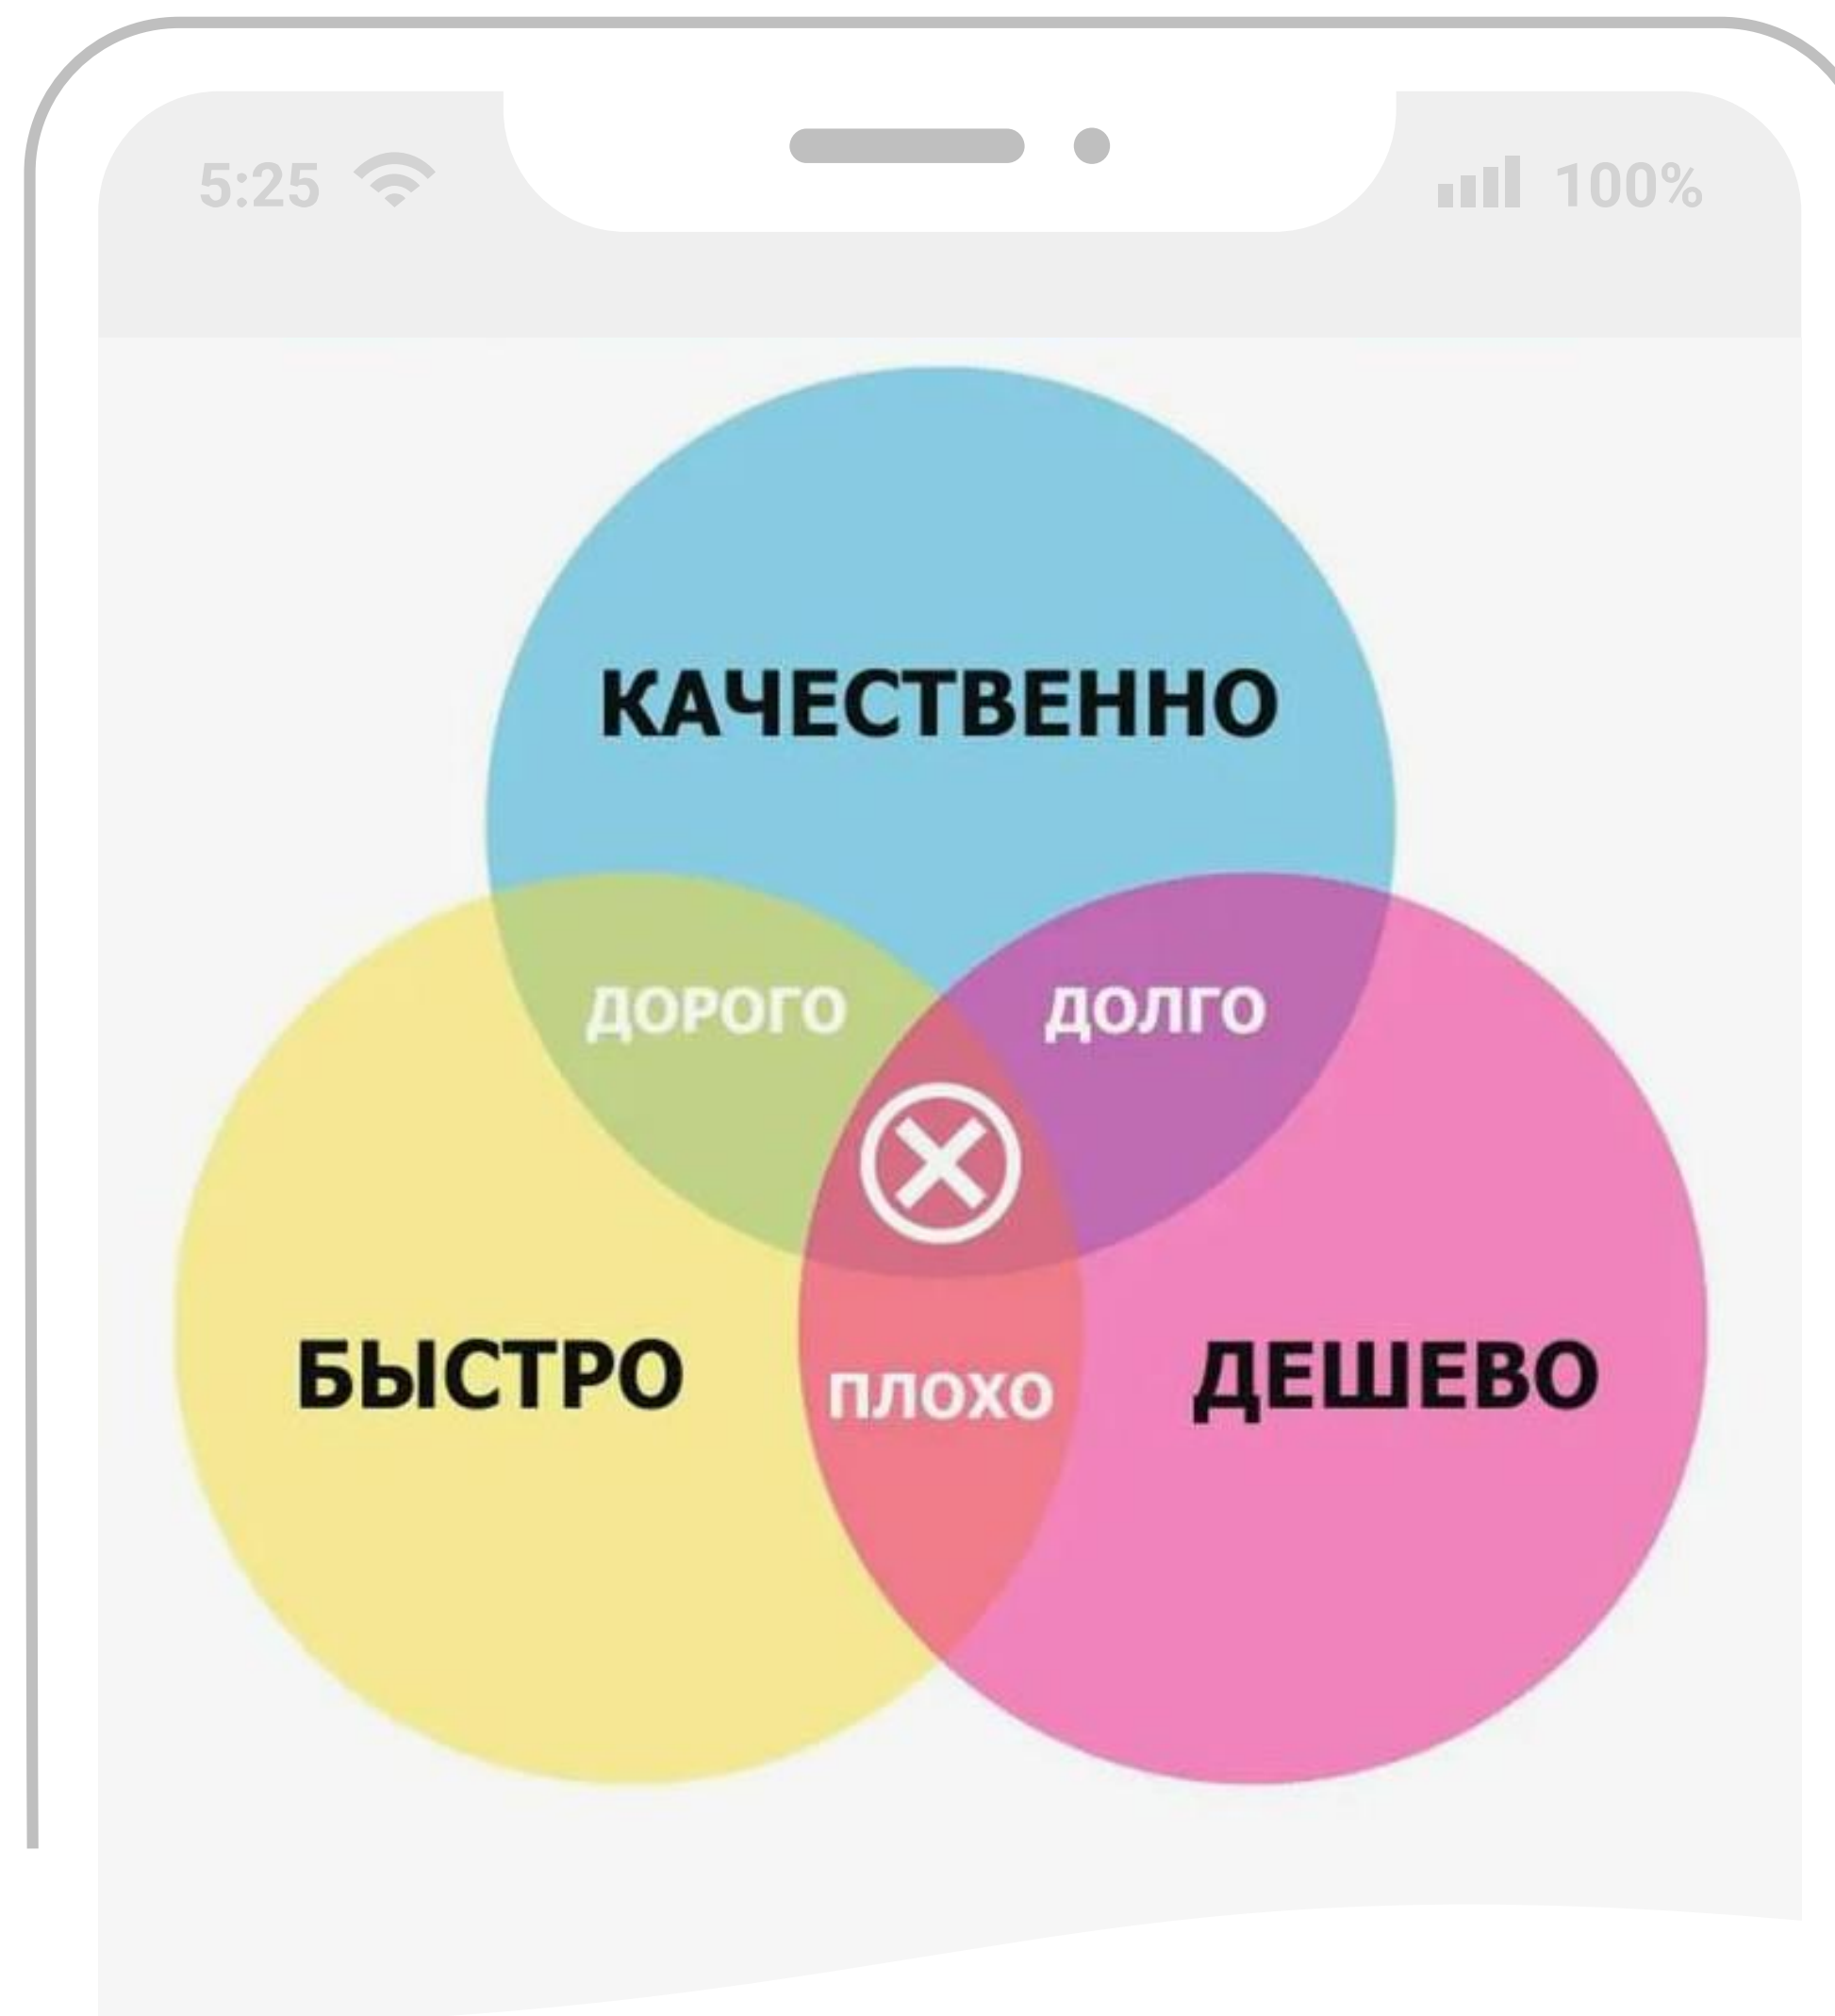 5:25
100%
КАЧЕСТВЕННО
ДОРОГО
ДОЛГО
БЫСТРО
ПЛОХО
ДЕШЕВО